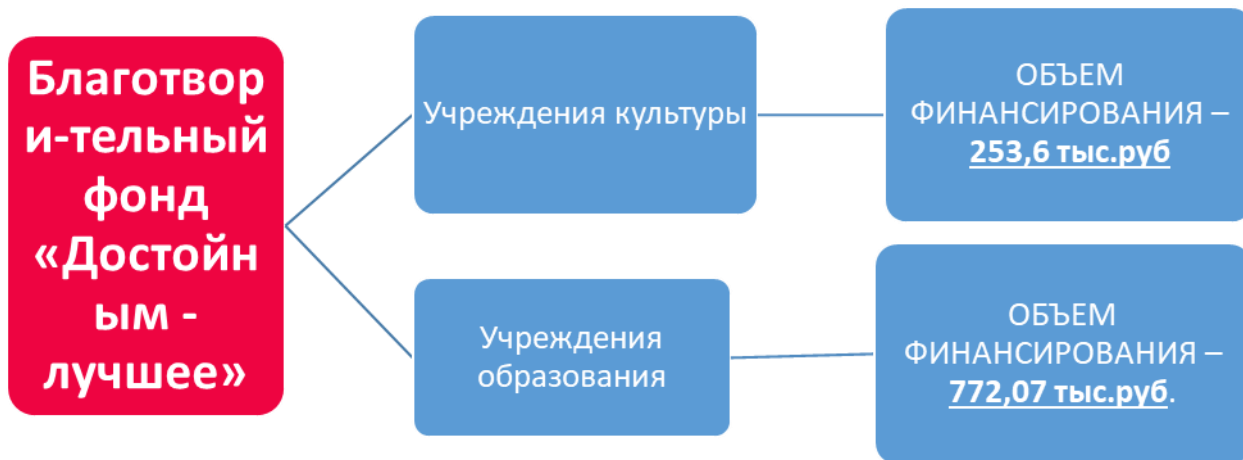 Благотвор
и-тельный
фонд
«Достойн
ым -
лучшее»
Учреждения культуры
ОБЪЕМ
ФИНАНСИРОВАНИЯ –
253,6 тыс.руб
Учреждения
образования
ОБЪЕМ
ФИНАНСИРОВАНИЯ –
772,07 тыс.руб.